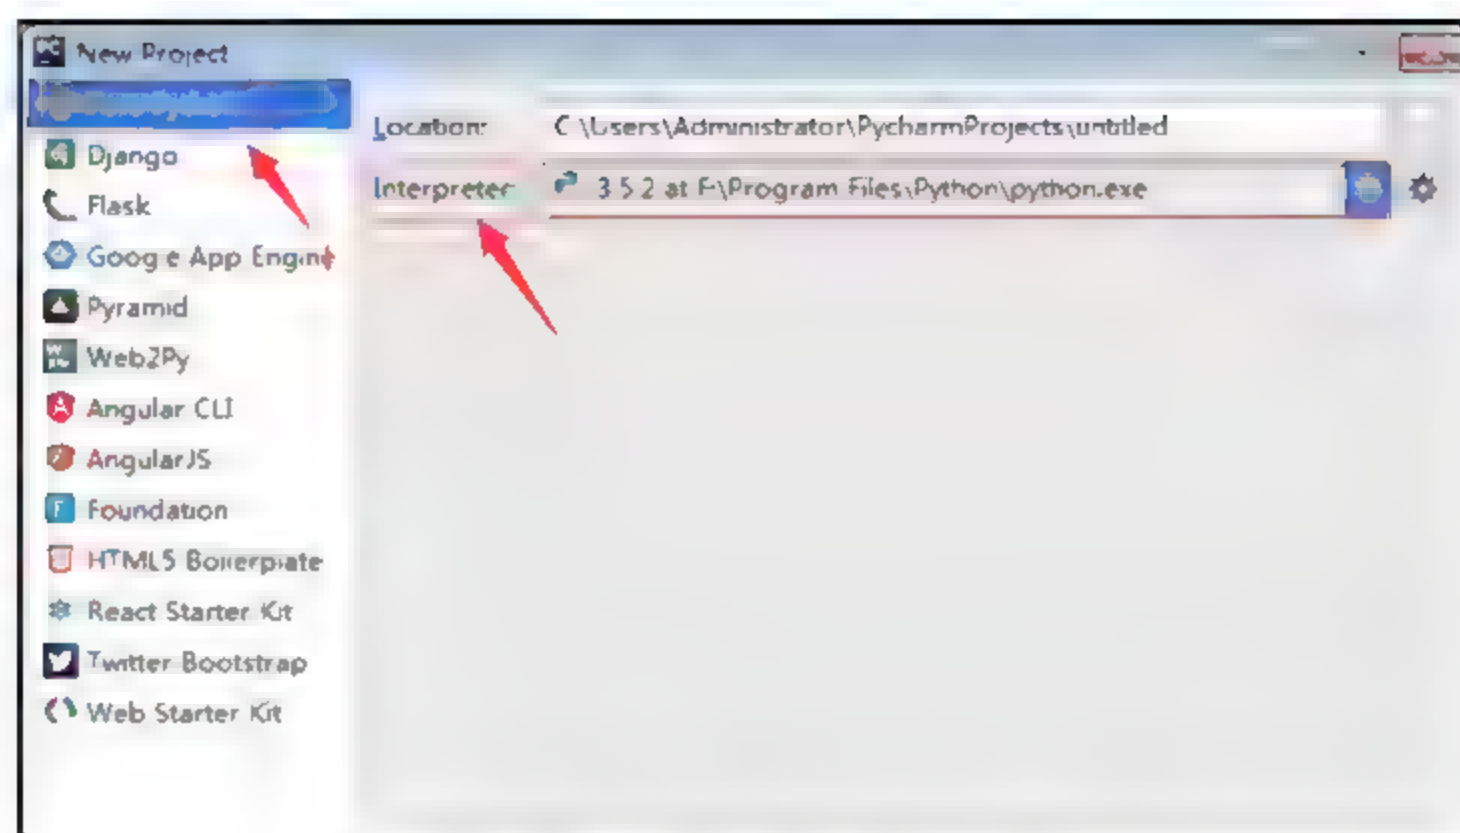 New Project
Django
Flask
Google App Engine
Pyramid
Web2Py
Angular CLI
AngularJS
Foundation
HTML5 Boilerplate
React Starter Kit
Twitter Bootstrap
Web Starter Kit
Location: C:\Users\Administrator\PycharmProjects\untitled
Interpreter: 3.5.2 at F:\Program Files\Python\python.exe